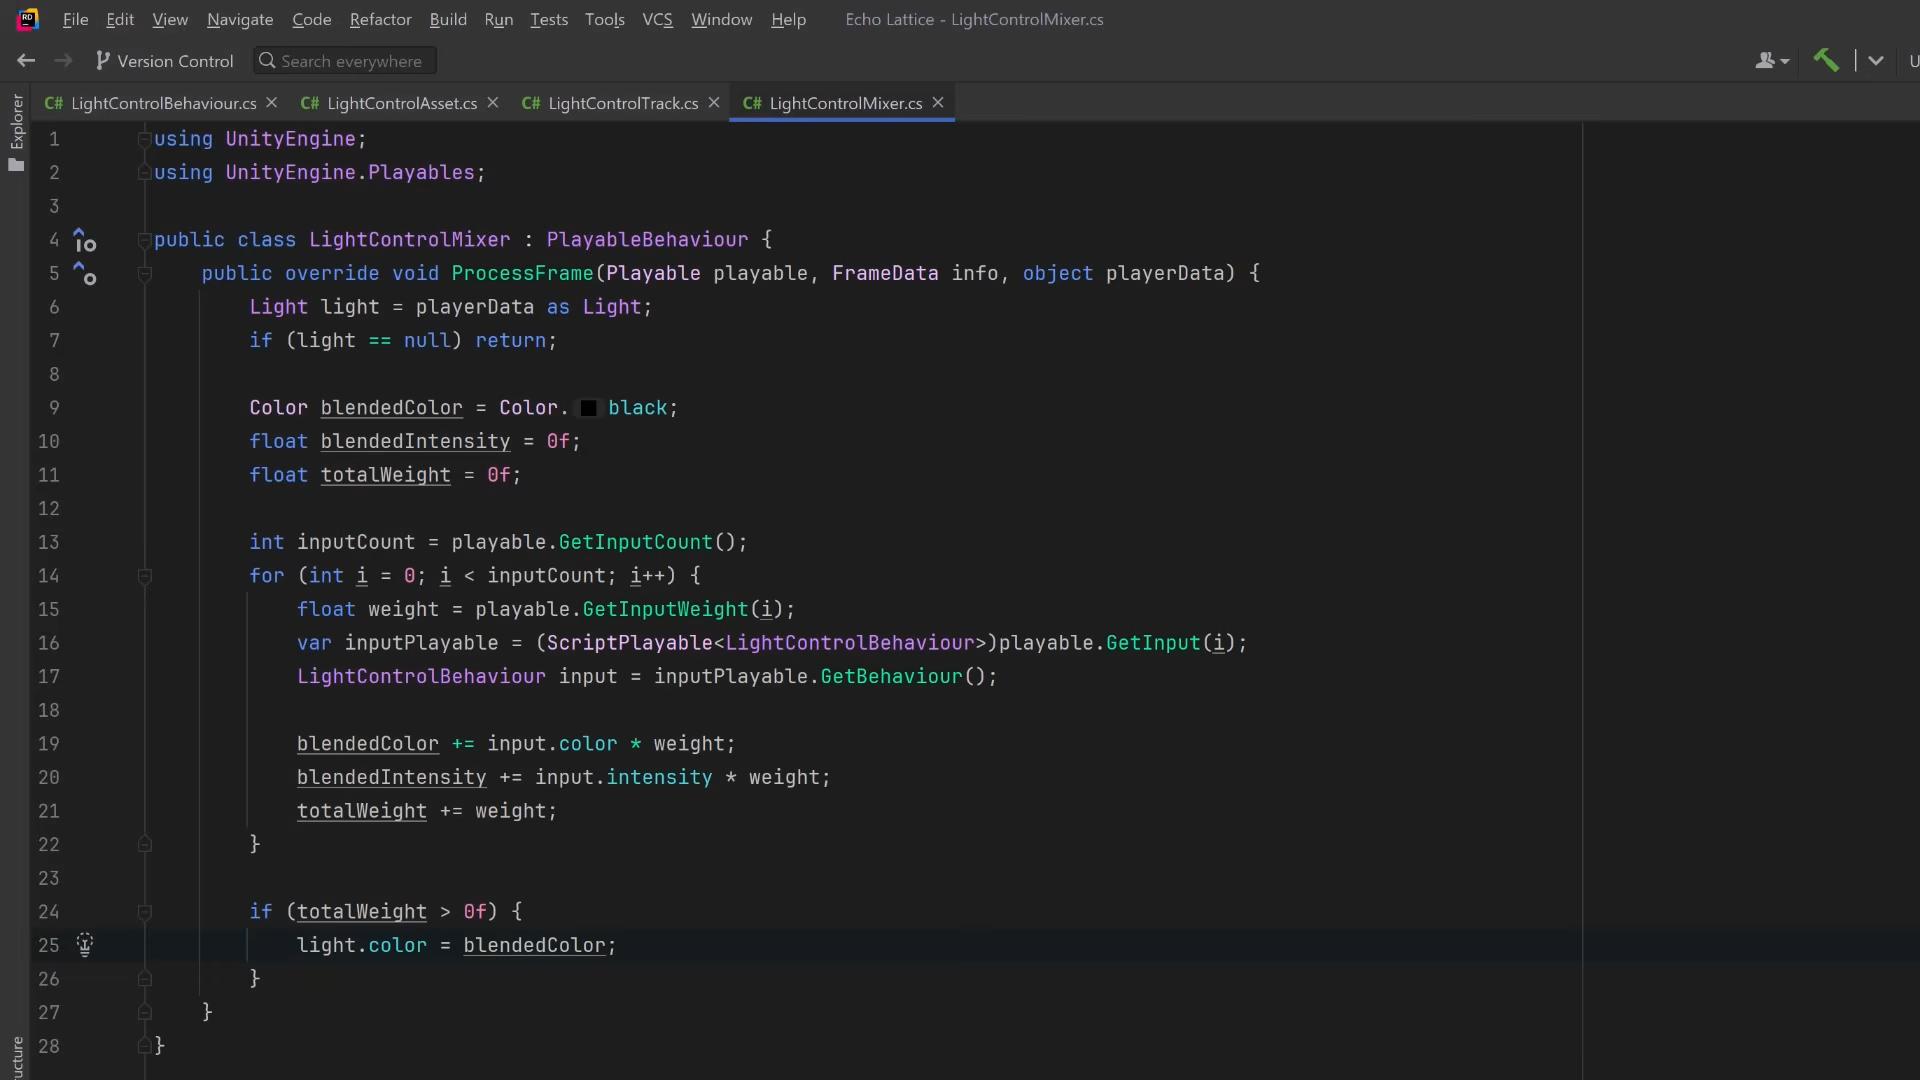 File Edit View Navigate Code Refactor Build Run Tests Tools VCS Window Help Echo Lattice - LightControlMixer.cs
Version Control Search everywhere U
C# LightControlBehaviour.cs C# LightControlAsset.cs C# LightControlTrack.cs C# LightControlMixer.cs
Explorer
1 using UnityEngine;
2 using UnityEngine.Playables;
3
4 public class LightControlMixer : PlayableBehaviour {
5 public override void ProcessFrame(Playable playable, FrameData info, object playerData) {
6 Light light = playerData as Light;
7 if (light == null) return;
8
9 Color blendedColor = Color. black;
10 float blendedIntensity = 0f;
11 float totalWeight = 0f;
12
13 int inputCount = playable.GetInputCount();
14 for (int i = 0; i < inputCount; i++) {
15 float weight = playable.GetInputWeight(i);
16 var inputPlayable = (ScriptPlayable<LightControlBehaviour>)playable.GetInput(i);
17 LightControlBehaviour input = inputPlayable.GetBehaviour();
18
19 blendedColor += input.color * weight;
20 blendedIntensity += input.intensity * weight;
21 totalWeight += weight;
22 }
23
24 if (totalWeight > 0f) {
25 light.color = blendedColor;
26 }
27 }
28 }
ucture